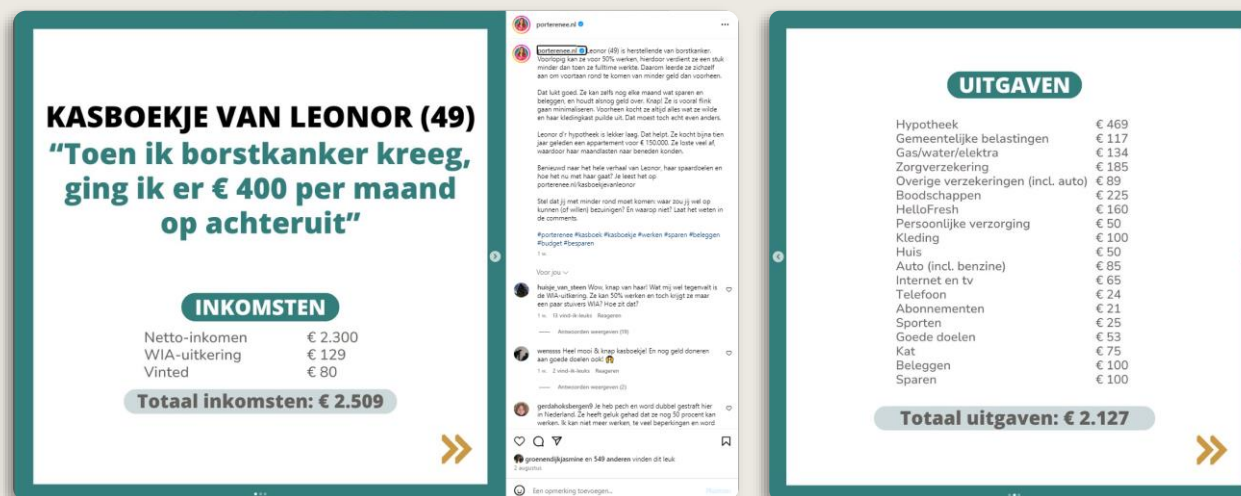 KASBOEKJE VAN LEONOR (49)
“Toen ik borstkanker kreeg,
ging ik er € 400 per maand
op achteruit”
INKOMSTEN
Netto-inkomen € 2.300
WIA-uitkering € 129
Vinted € 80
Totaal inkomsten: € 2.509
porterenee.nl
porterenee.nl Leonor (49) is herstellende van borstkanker.
Voorlopig kan ze voor 50% werken, hierdoor verdient ze een stuk
minder dan toen ze fulltime werkte. Daarom leerde ze zichzelf
aan om voortaan rond te komen van minder geld dan voorheen.
Dat lukt goed. Ze kan zelfs nog elke maand wat sparen en
beleggen, en houdt alsnog geld over. Knap! Ze is vooral flink
gaan minimaliseren. Voorheen kocht ze altijd alles wat ze wilde
en haar kledingkast puilde uit. Dat moest toch echt even anders.
Leonor d'r hypotheek is lekker laag. Dat helpt. Ze kocht bijna tien
jaar geleden een appartement voor € 150.000. Ze loste veel af,
waardoor haar maandlasten naar beneden konden.
Benieuwd naar het hele verhaal van Leonor, haar spaardoelen en
hoe het nu met haar gaat? Je leest het op
porterenee.nl/kasboekjevanleonor
Stel dat jij met minder rond moet komen: waar zou jij wel op
kunnen (of willen) bezuinigen? En waarop niet? Laat het weten in
de comments.
#porterenee #kasboek #kasboekje #werken #sparen #beleggen
#budget #besparen
1 w.
Voor jou
huisje_van_steen Wow, knap van haar! Wat mij wel tegenvalt is
de WIA-uitkering. Ze kan 50% werken en toch krijgt ze maar
een paar stuivers WIA? Hoe zit dat?
1 w. 13 vind-ik-leuks Reageren
Antwoorden weergeven (19)
Heel mooi & knap kasboekje! En nog geld doneren
aan goede doelen ook!
1 w. 2 vind-ik-leuks Reageren
Antwoorden weergeven (2)
gerdahoksbergen9 Je heb pech en word dubbel gestraft hier
in Nederland. Ze heeft geluk gehad dat ze nog 50 procent kan
werken. Ik kan niet meer werken, te veel beperkingen en word
groenendijkjasmine en 549 anderen vinden dit leuk
2 augustus
Een opmerking toevoegen...
UITGAVEN
Hypotheek € 469
Gemeentelijke belastingen € 117
Gas/water/elektra € 134
Zorgverzekering € 185
Overige verzekeringen (incl. auto) € 89
Boodschappen € 225
HelloFresh € 160
Persoonlijke verzorging € 50
Kleding € 100
Huis € 50
Auto (incl. benzine) € 85
Internet en tv € 65
Telefoon € 24
Abonnementen € 21
Sporten € 25
Goede doelen € 53
Kat € 75
Beleggen € 100
Sparen € 100
Totaal uitgaven: € 2.127